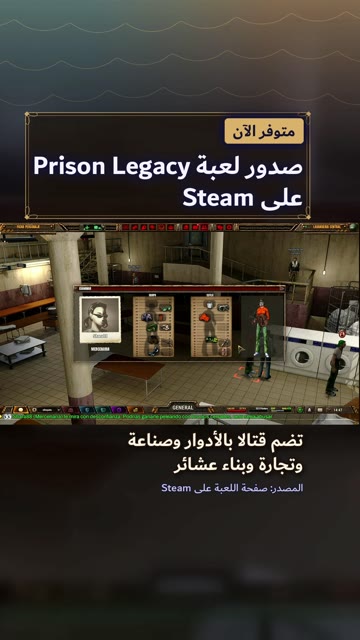 متوفر الآن
صدور لعبة Prison Legacy
على Steam
GENERAL
تضم قتالا بالأدوار وصناعة
وتجارة وبناء عشائر
المصدر: صفحة اللعبة على Steam